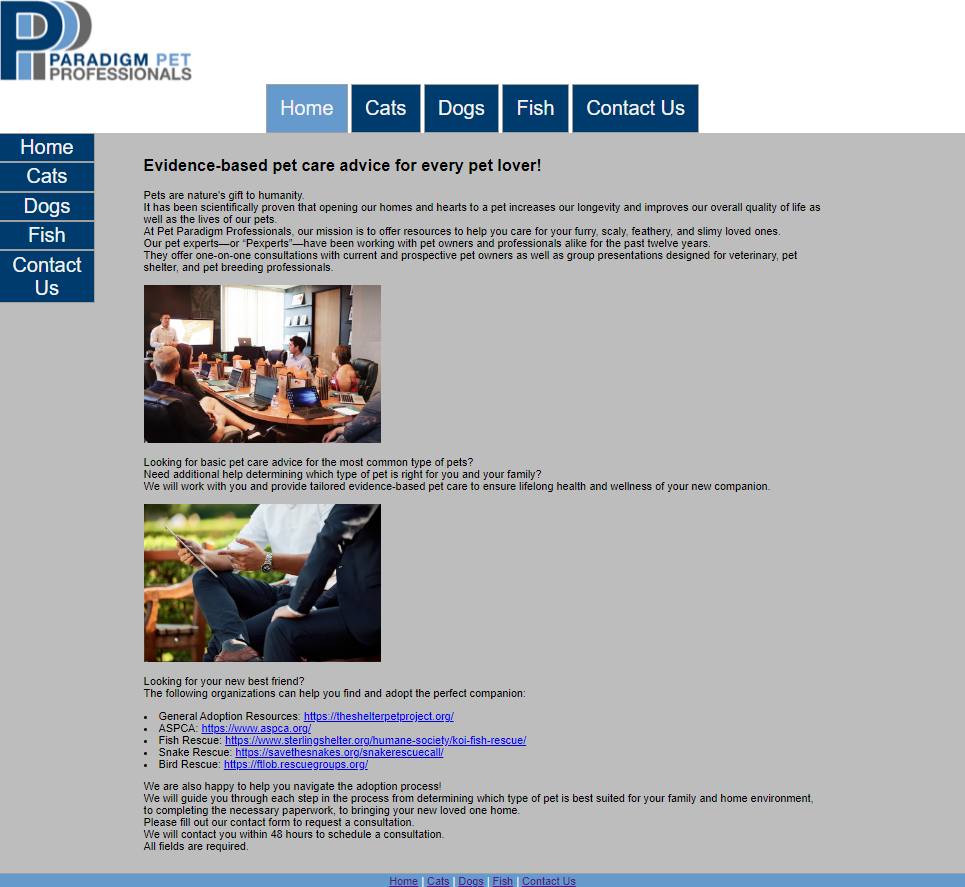 PARADIGM PET
PROFESSIONALS
Home
Cats
Dogs
Fish
Contact Us
Home
Cats
Dogs
Fish
Contact
Us
Evidence-based pet care advice for every pet lover!
Pets are nature's gift to humanity.
It has been scientifically proven that opening our homes and hearts to a pet increases our longevity and improves our overall quality of life as
well as the lives of our pets.
At Pet Paradigm Professionals, our mission is to offer resources to help you care for your furry, scaly, feathery, and slimy loved ones.
Our pet experts—or “Pexperts”—have been working with pet owners and professionals alike for the past twelve years.
They offer one-on-one consultations with current and prospective pet owners as well as group presentations designed for veterinary, pet
shelter, and pet breeding professionals.
Looking for basic pet care advice for the most common type of pets?
Need additional help determining which type of pet is right for you and your family?
We will work with you and provide tailored evidence-based pet care to ensure lifelong health and wellness of your new companion.
Looking for your new best friend?
The following organizations can help you find and adopt the perfect companion:
• General Adoption Resources: https://theshelterpetproject.org/
• ASPCA: https://www.aspca.org/
• Fish Rescue: https://www.sterlingshelter.org/humane-society/koi-fish-rescue/
• Snake Rescue: https://savethesnakes.org/snakerescuecall/
• Bird Rescue: https://ftlob.rescuegroups.org/
We are also happy to help you navigate the adoption process!
We will guide you through each step in the process from determining which type of pet is best suited for your family and home environment,
to completing the necessary paperwork, to bringing your new loved one home.
Please fill out our contact form to request a consultation.
We will contact you within 48 hours to schedule a consultation.
All fields are required.
Home | Cats | Dogs | Fish | Contact Us